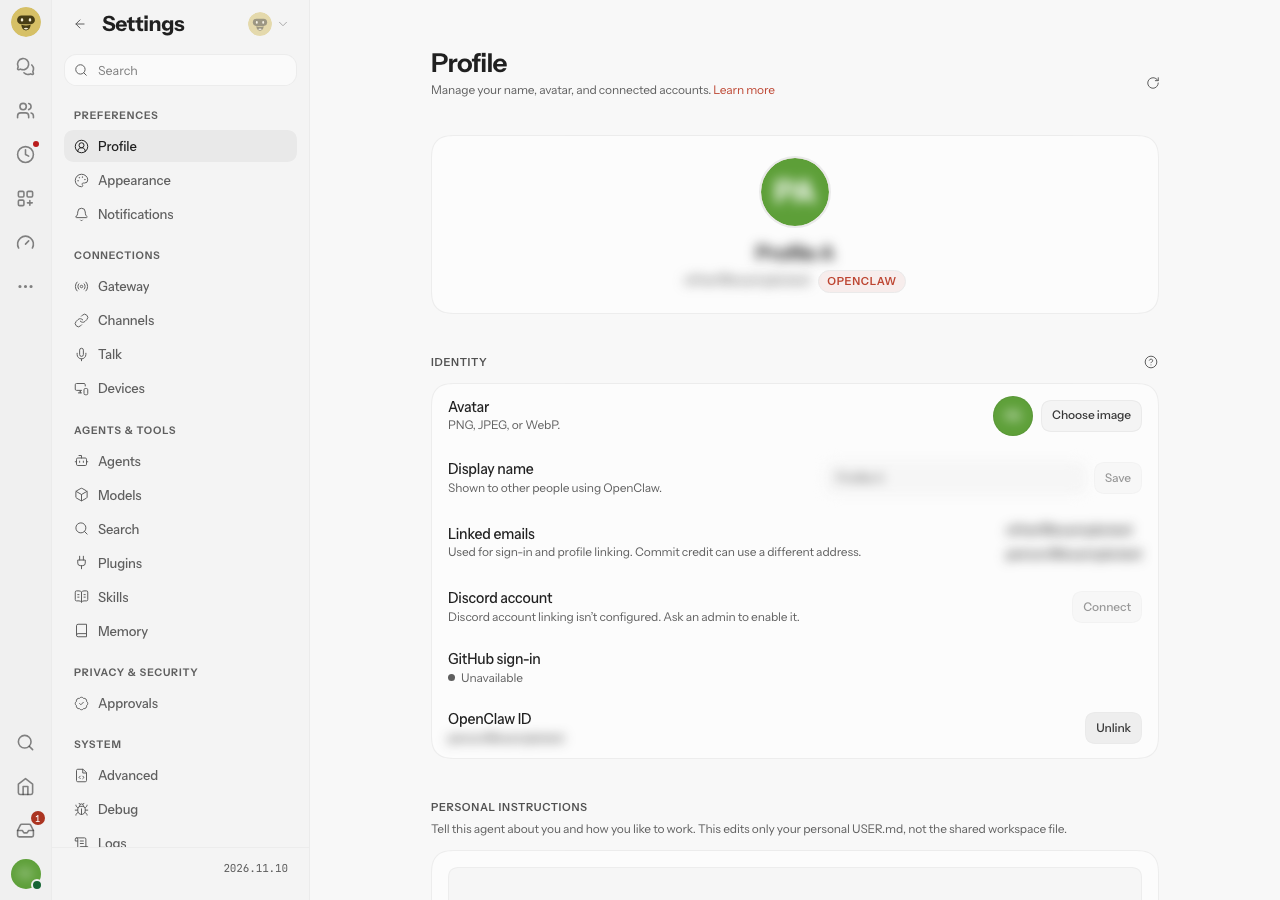 Settings
Search
PREFERENCES
Profile
Appearance
Notifications
CONNECTIONS
Gateway
Channels
Talk
Devices
AGENTS & TOOLS
Agents
Models
Search
Plugins
Skills
Memory
PRIVACY & SECURITY
Approvals
SYSTEM
Advanced
Debug
Logs
1
2026.11.10
Profile
Manage your name, avatar, and connected accounts. Learn more
OPENCLAW
IDENTITY
Avatar
PNG, JPEG, or WebP.
Choose image
Display name
Shown to other people using OpenClaw.
Save
Linked emails
Used for sign-in and profile linking. Commit credit can use a different address.
Discord account
Discord account linking isn't configured. Ask an admin to enable it.
Connect
GitHub sign-in
Unavailable
OpenClaw ID
Unlink
PERSONAL INSTRUCTIONS
Tell this agent about you and how you like to work. This edits only your personal USER.md, not the shared workspace file.